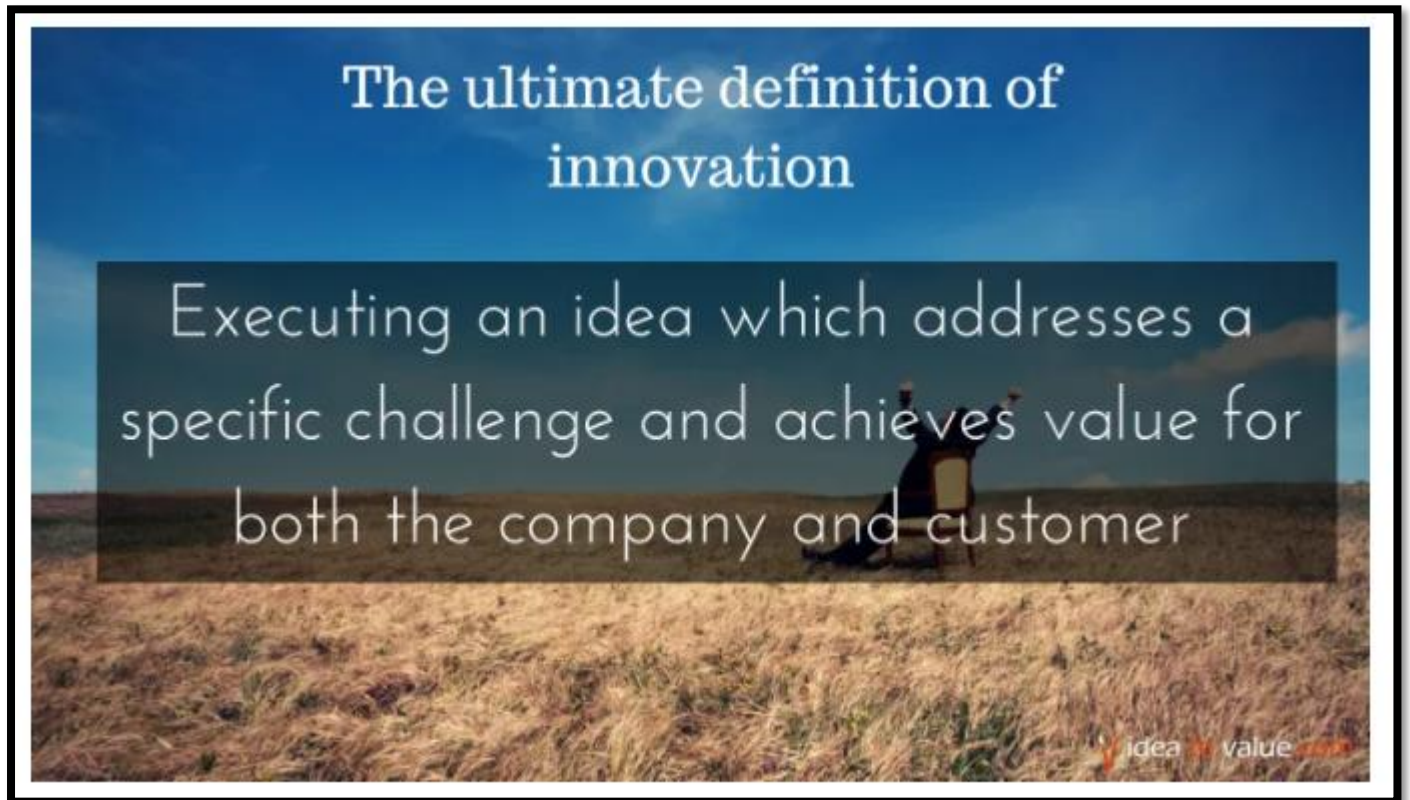 The ultimate definition of
innovation
Executing an idea which addresses a
specific challenge and achieves value for
both the company and customer
idea to value.com